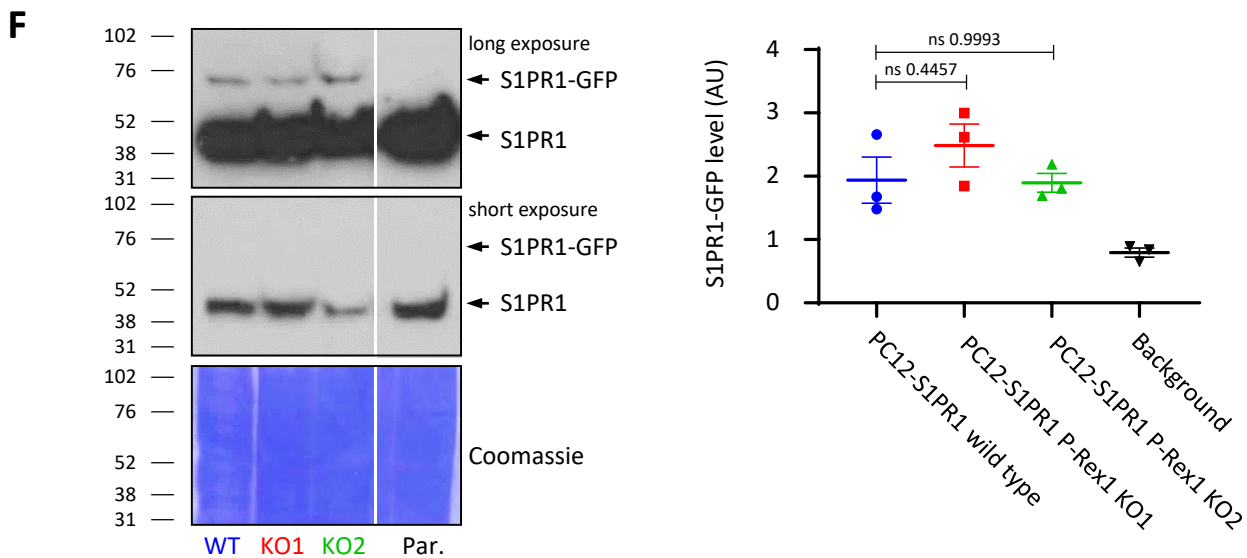 F
102
76
52
38
31
long exposure
S1PR1-GFP
S1PR1
102
76
52
38
31
short exposure
S1PR1-GFP
S1PR1
102
76
52
38
31
Coomassie
WT KO1 KO2 Par.
S1PR1-GFP level (AU)
4
3
2
1
0
ns 0.9993
ns 0.4457
PC12-S1PR1 wild type
PC12-S1PR1 P-Rex1 KO1
PC12-S1PR1 P-Rex1 KO2
Background